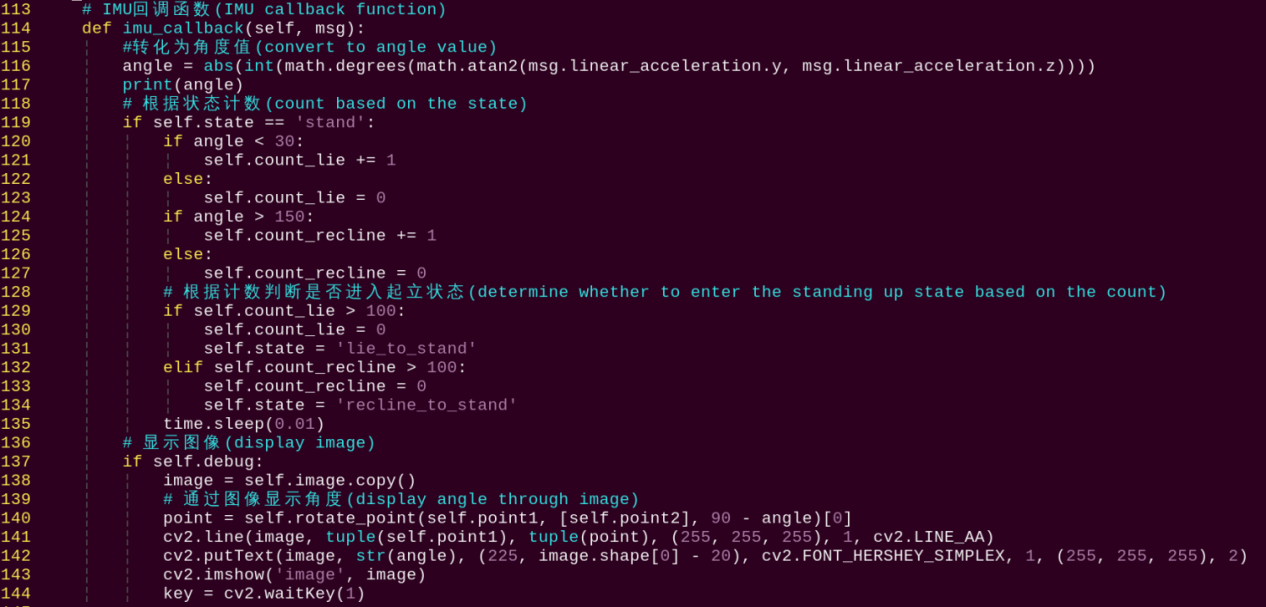 113     # IMU回调函数(IMU callback function)
114     def imu_callback(self, msg):
115         #转化为角度值(convert to angle value)
116         angle = abs(int(math.degrees(math.atan2(msg.linear_acceleration.y, msg.linear_acceleration.z))))
117         print(angle)
118         # 根据状态计数(count based on the state)
119         if self.state == 'stand':
120             if angle < 30:
121                 self.count_lie += 1
122             else:
123                 self.count_lie = 0
124             if angle > 150:
125                 self.count_recline += 1
126             else:
127                 self.count_recline = 0
128             # 根据计数判断是否进入起立状态(determine whether to enter the standing up state based on the count)
129             if self.count_lie > 100:
130                 self.count_lie = 0
131                 self.state = 'lie_to_stand'
132             elif self.count_recline > 100:
133                 self.count_recline = 0
134                 self.state = 'recline_to_stand'
135             time.sleep(0.01)
136         # 显示图像(display image)
137         if self.debug:
138             image = self.image.copy()
139             # 通过图像显示角度(display angle through image)
140             point = self.rotate_point(self.point1, [self.point2], 90 - angle)[0]
141             cv2.line(image, tuple(self.point1), tuple(point), (255, 255, 255), 1, cv2.LINE_AA)
142             cv2.putText(image, str(angle), (225, image.shape[0] - 20), cv2.FONT_HERSHEY_SIMPLEX, 1, (255, 255, 255), 2)
143             cv2.imshow('image', image)
144             key = cv2.waitKey(1)